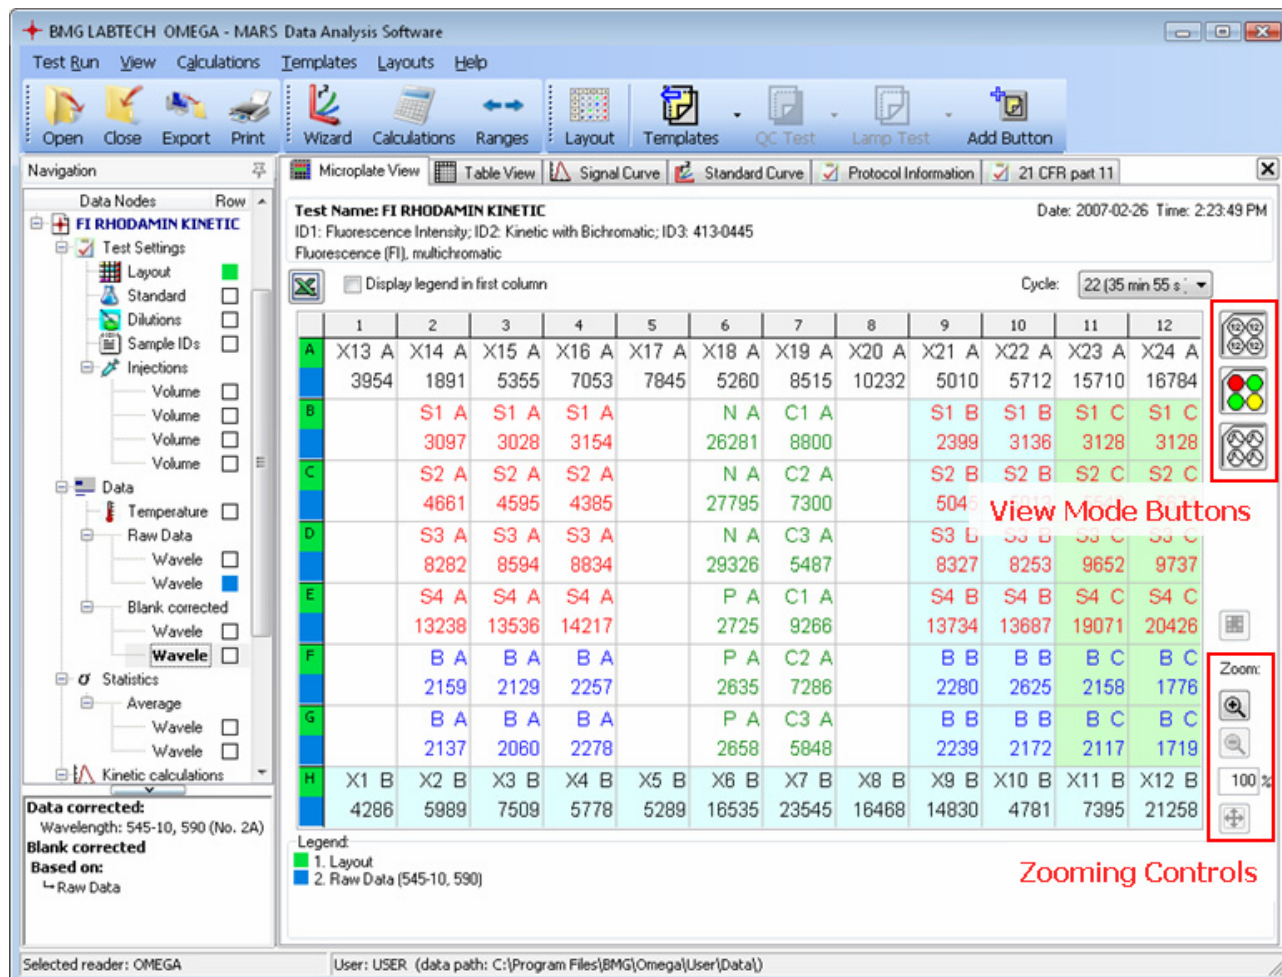 BMG LABTECH OMEGA - MARS Data Analysis Software
Test Run View Calculations Templates Layouts Help
Open Close Export Print Wizard Calculations Ranges Layout Templates QC Test Lamp Test Add Button
Navigation
Data Nodes Row
FI RHODAMIN KINETIC
Test Settings
Layout
Standard
Dilutions
Sample IDs
Injections
Volume
Volume
Volume
Volume
Data
Temperature
Raw Data
Wavele
Wavele
Blank corrected
Wavele
Wavele
Statistics
Average
Wavele
Wavele
Kinetic calculations
Data corrected:
Wavelength: 545-10, 590 (No. 2A)
Blank corrected
Based on:
Raw Data
Microplate View Table View Signal Curve Standard Curve Protocol Information 21 CFR part 11
Test Name: FI RHODAMIN KINETIC Date: 2007-02-26 Time: 2:23:49 PM
ID1: Fluorescence Intensity; ID2: Kinetic with Bichromatic; ID3: 413-0445
Fluorescence (FI), multichromatic
Display legend in first column Cycle: 22 (35 min 55 s
1 2 3 4 5 6 7 8 9 10 11 12
A X13 A X14 A X15 A X16 A X17 A X18 A X19 A X20 A X21 A X22 A X23 A X24 A
3954 1891 5355 7053 7845 5260 8515 10232 5010 5712 15710 16784
B S1 A S1 A S1 A N A C1 A S1 B S1 B S1 C S1 C
3097 3028 3154 26281 8800 2399 3136 3128 3128
C S2 A S2 A S2 A N A C2 A S2 B S2 B S2 C S2 C
4661 4595 4385 27795 7300
View Mode Buttons
D S3 A S3 A S3 A N A C3 A S3 B S3 B S3 C S3 C
8282 8594 8834 29326 5487 8327 8253 9652 9737
E S4 A S4 A S4 A P A C1 A S4 B S4 B S4 C S4 C
13238 13536 14217 2725 9266 13734 13687 19071 20426
F B A B A B A P A C2 A B B B B B C B C
2159 2129 2257 2635 7286 2280 2625 2158 1776
G B A B A B A P A C3 A B B B B B C B C
2137 2060 2278 2658 5848 2239 2172 2117 1719
H X1 B X2 B X3 B X4 B X5 B X6 B X7 B X8 B X9 B X10 B X11 B X12 B
4286 5989 7509 5778 5289 16535 23545 16468 14830 4781 7395 21258
Zoom:
100 %
Zooming Controls
Legend:
1. Layout
2. Raw Data (545-10, 590)
Selected reader: OMEGA User: USER (data path: C:\Program Files\BMG\Omega\User\Data\)